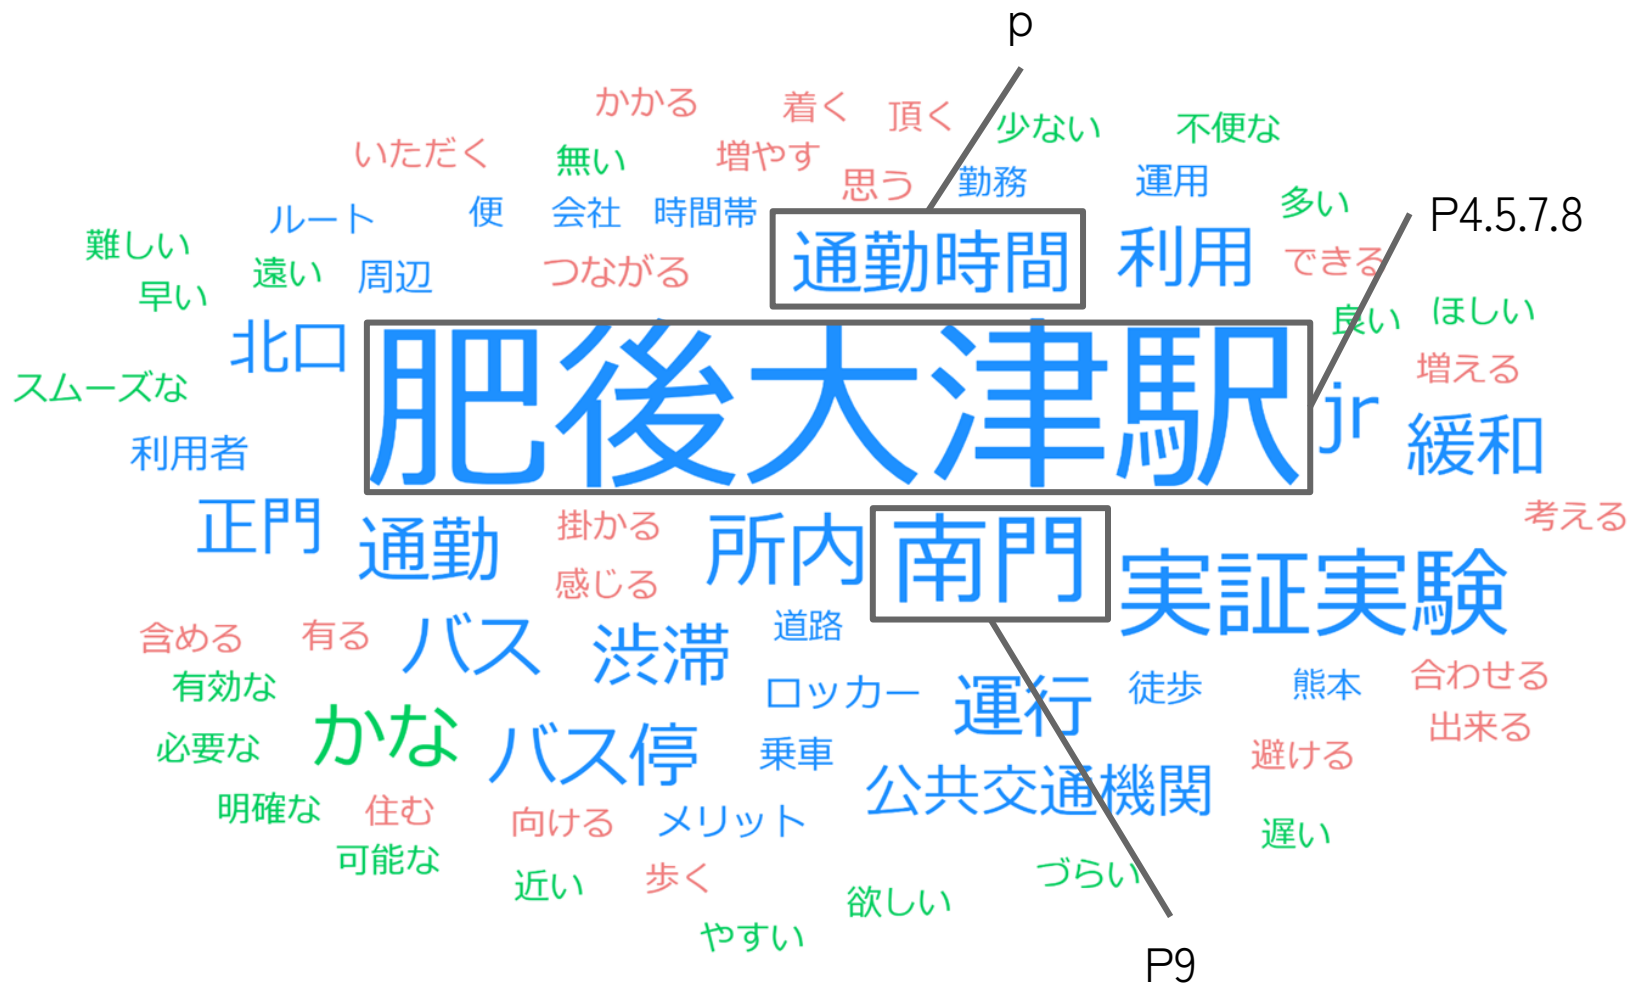 p
かかる 着く 頂く 少ない 不便な
いただく 無い 増やす 思う 勤務 運用
ルート 便 会社 時間帯 多い P4.5.7.8
難しい 遠い 周辺 つながる 通勤時間 利用 できる
早い 良い ほしい
北口 肥後大津駅 増える
スムーズな jr 緩和
利用者
正門 通勤 掛かる 所内 南門 実証実験 考える
感じる
含める 有る バス 渋滞 道路
有効な ロッカー 運行 徒歩 熊本 合わせる
必要な かな バス停 乗車 避ける 出来る
明確な 住む 向ける メリット 公共交通機関
可能な 遅い
近い 歩く 欲しい づらい
やすい
P9